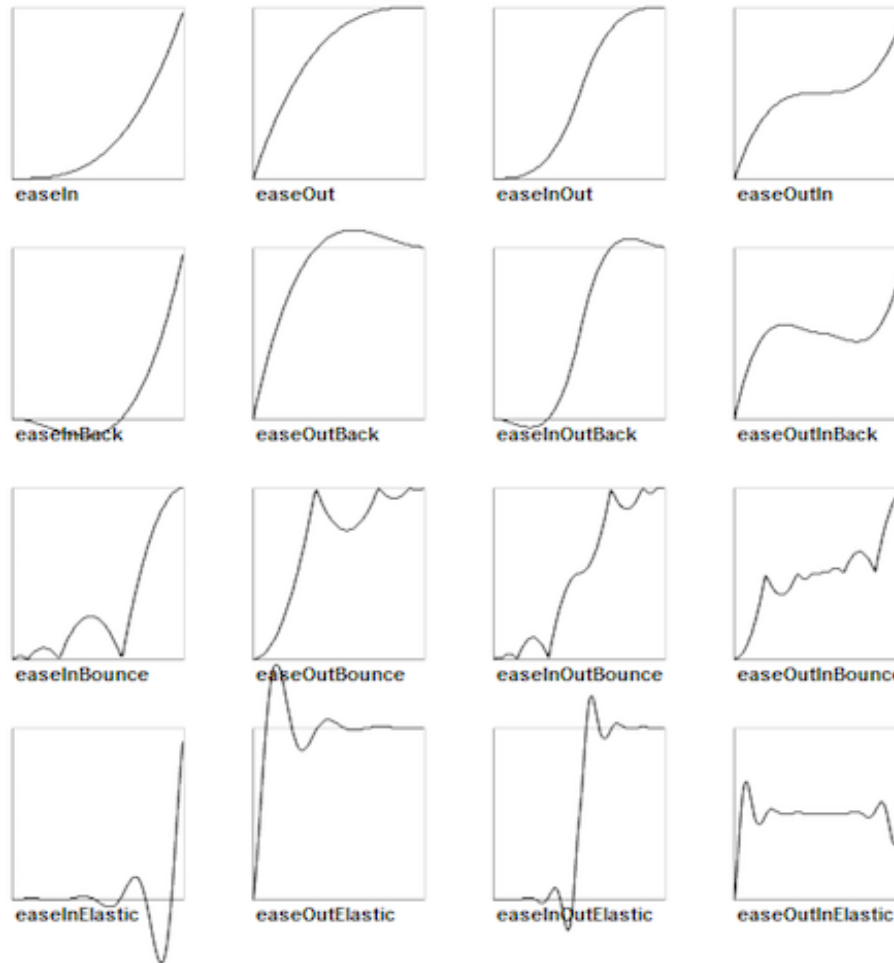 easeIn easeOut easeInOut easeOutIn
easeInBack easeOutBack easeInOutBack easeOutInBack
easeInBounce easeOutBounce easeInOutBounce easeOutInBounce
easeInElastic easeOutElastic easeInOutElastic easeOutInElastic